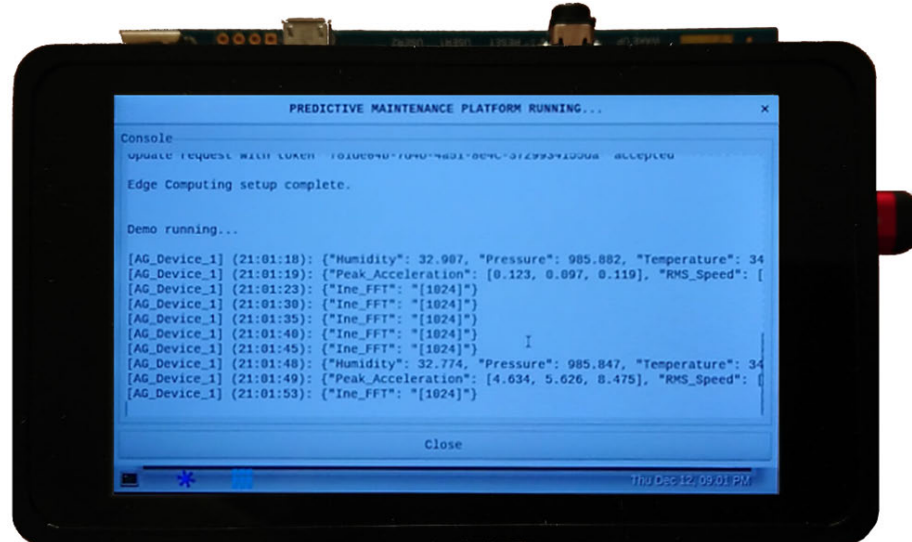 PREDICTIVE MAINTENANCE PLATFORM RUNNING... ×
Console
Update request with token accepted
Edge Computing setup complete.
Demo running...
[AG_Device_1] (21:01:18): {"Humidity": 32.907, "Pressure": 985.882, "Temperature": 34
[AG_Device_1] (21:01:19): {"Peak_Acceleration": [0.123, 0.097, 0.119], "RMS_Speed": [
[AG_Device_1] (21:01:23): {"Ine_FFT": "[1024]"}
[AG_Device_1] (21:01:30): {"Ine_FFT": "[1024]"}
[AG_Device_1] (21:01:35): {"Ine_FFT": "[1024]"}
[AG_Device_1] (21:01:40): {"Ine_FFT": "[1024]"}
[AG_Device_1] (21:01:45): {"Ine_FFT": "[1024]"}
[AG_Device_1] (21:01:48): {"Humidity": 32.774, "Pressure": 985.847, "Temperature": 34
[AG_Device_1] (21:01:49): {"Peak_Acceleration": [4.634, 5.626, 8.475], "RMS_Speed": [
[AG_Device_1] (21:01:53): {"Ine_FFT": "[1024]"}
Close
Thu Dec 12, 09:01 PM